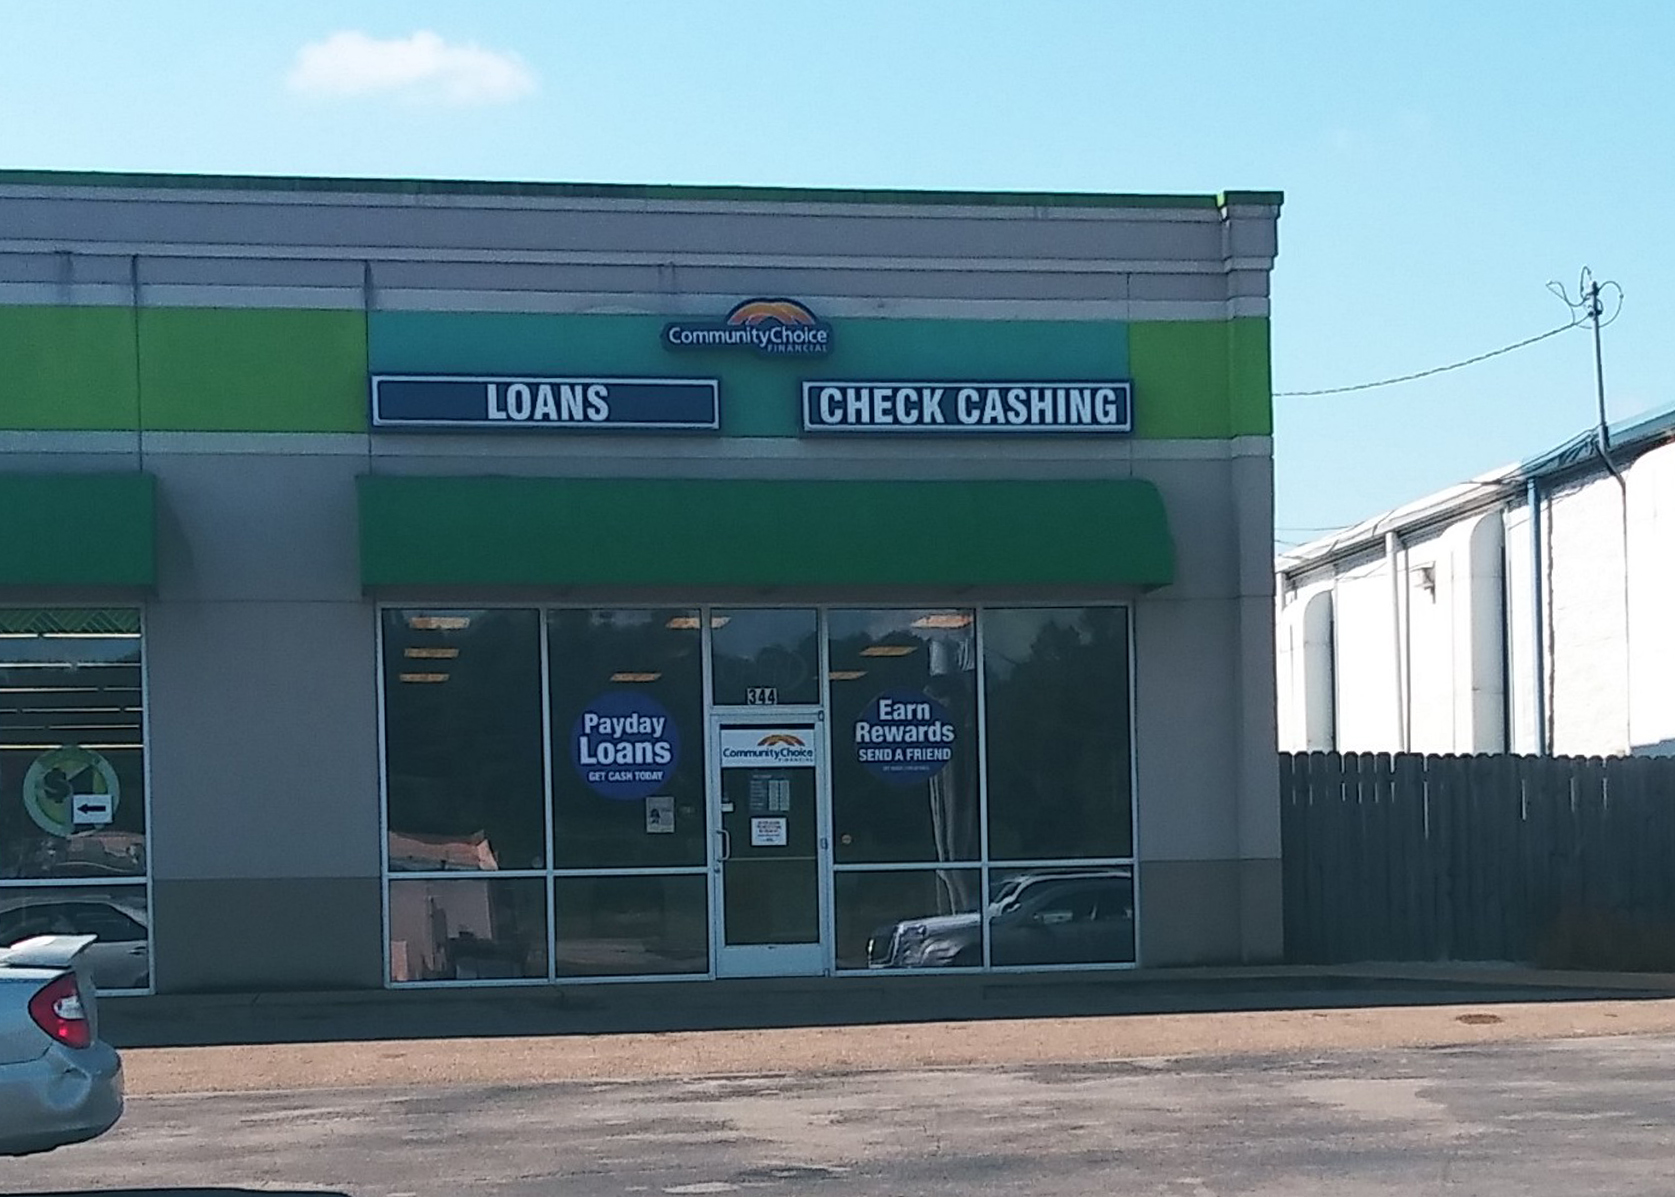 CommunityChoice
FINANCIAL
LOANS
CHECK CASHING
344
Payday
Loans
GET CASH TODAY
CommunityChoice
FINANCIAL
Earn
Rewards
SEND A FRIEND
$